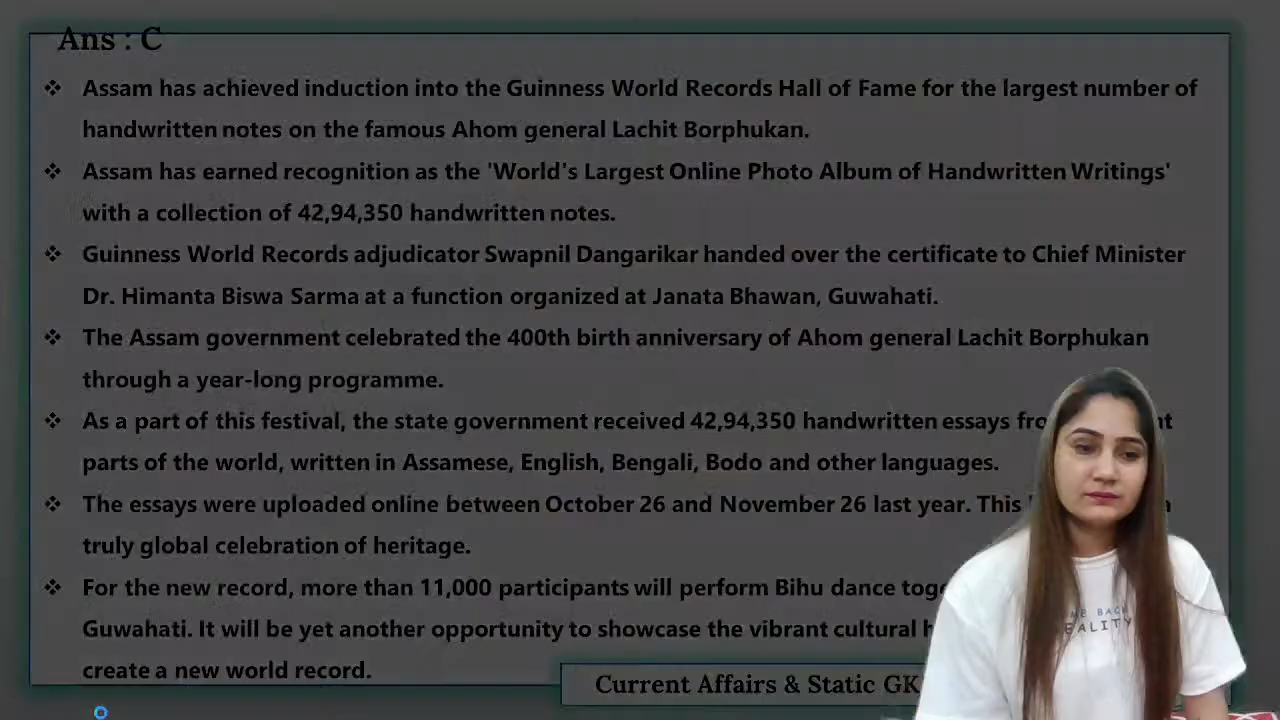 Ans : C
❖ Assam has achieved induction into the Guinness World Records Hall of Fame for the largest number of
handwritten notes on the famous Ahom general Lachit Borphukan.
❖ Assam has earned recognition as the 'World's Largest Online Photo Album of Handwritten Writings'
with a collection of 42,94,350 handwritten notes.
❖ Guinness World Records adjudicator Swapnil Dangarikar handed over the certificate to Chief Minister
Dr. Himanta Biswa Sarma at a function organized at Janata Bhawan, Guwahati.
❖ The Assam government celebrated the 400th birth anniversary of Ahom general Lachit Borphukan
through a year-long programme.
❖ As a part of this festival, the state government received 42,94,350 handwritten essays
parts of the world, written in Assamese, English, Bengali, Bodo and other languages.
❖ The essays were uploaded online between October 26 and November 26 last year. This
truly global celebration of heritage.
❖ For the new record, more than 11,000 participants will perform Bihu dance
Guwahati. It will be yet another opportunity to showcase the vibrant cultural
create a new world record.
Current Affairs & Static GK
BACK